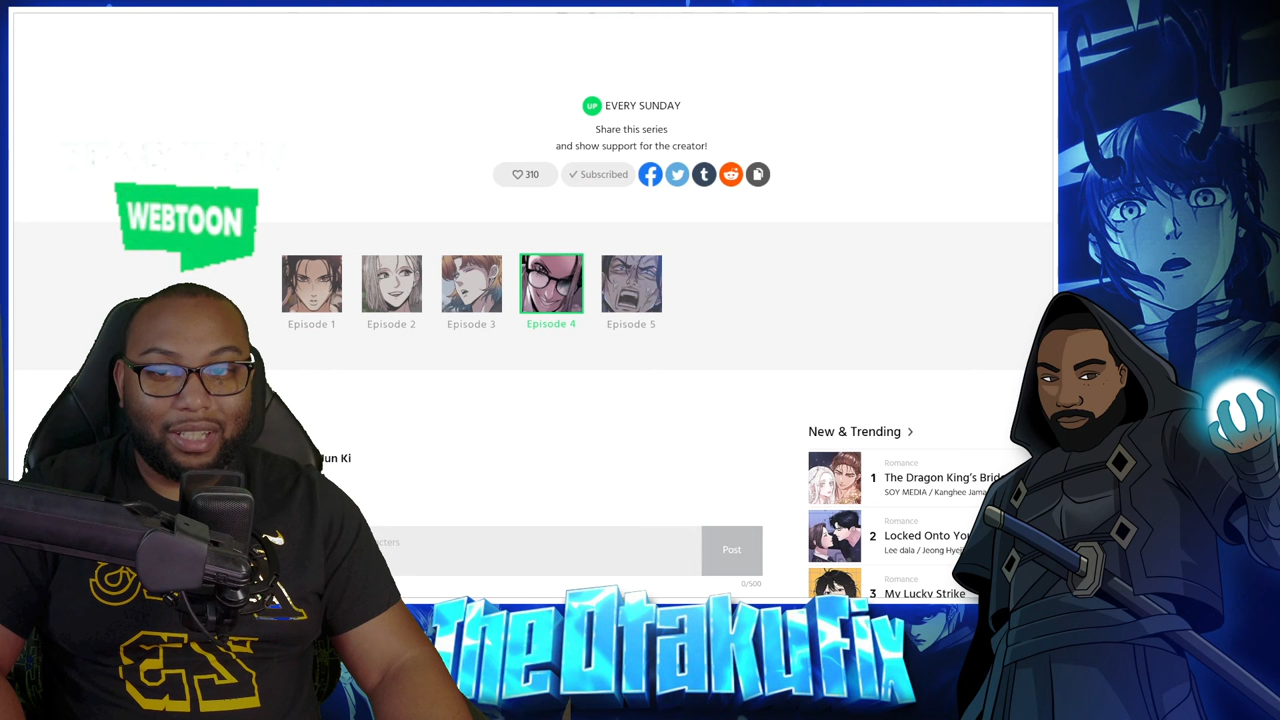 UP EVERY SUNDAY
Share this series
and show support for the creator!
310
Subscribed
t
WEBTOON
Episode 1
Episode 2
Episode 3
Episode 4
Episode 5
New & Trending
Jun Ki
Romance
1 The Dragon King's Brid
SOY MEDIA / Kanghee Jama
Romance
2 Locked Onto Yo
Lee dala / Jeong Hyeji
Romance
3 My Lucky Strike
Post
0/500
TheOtakuFix